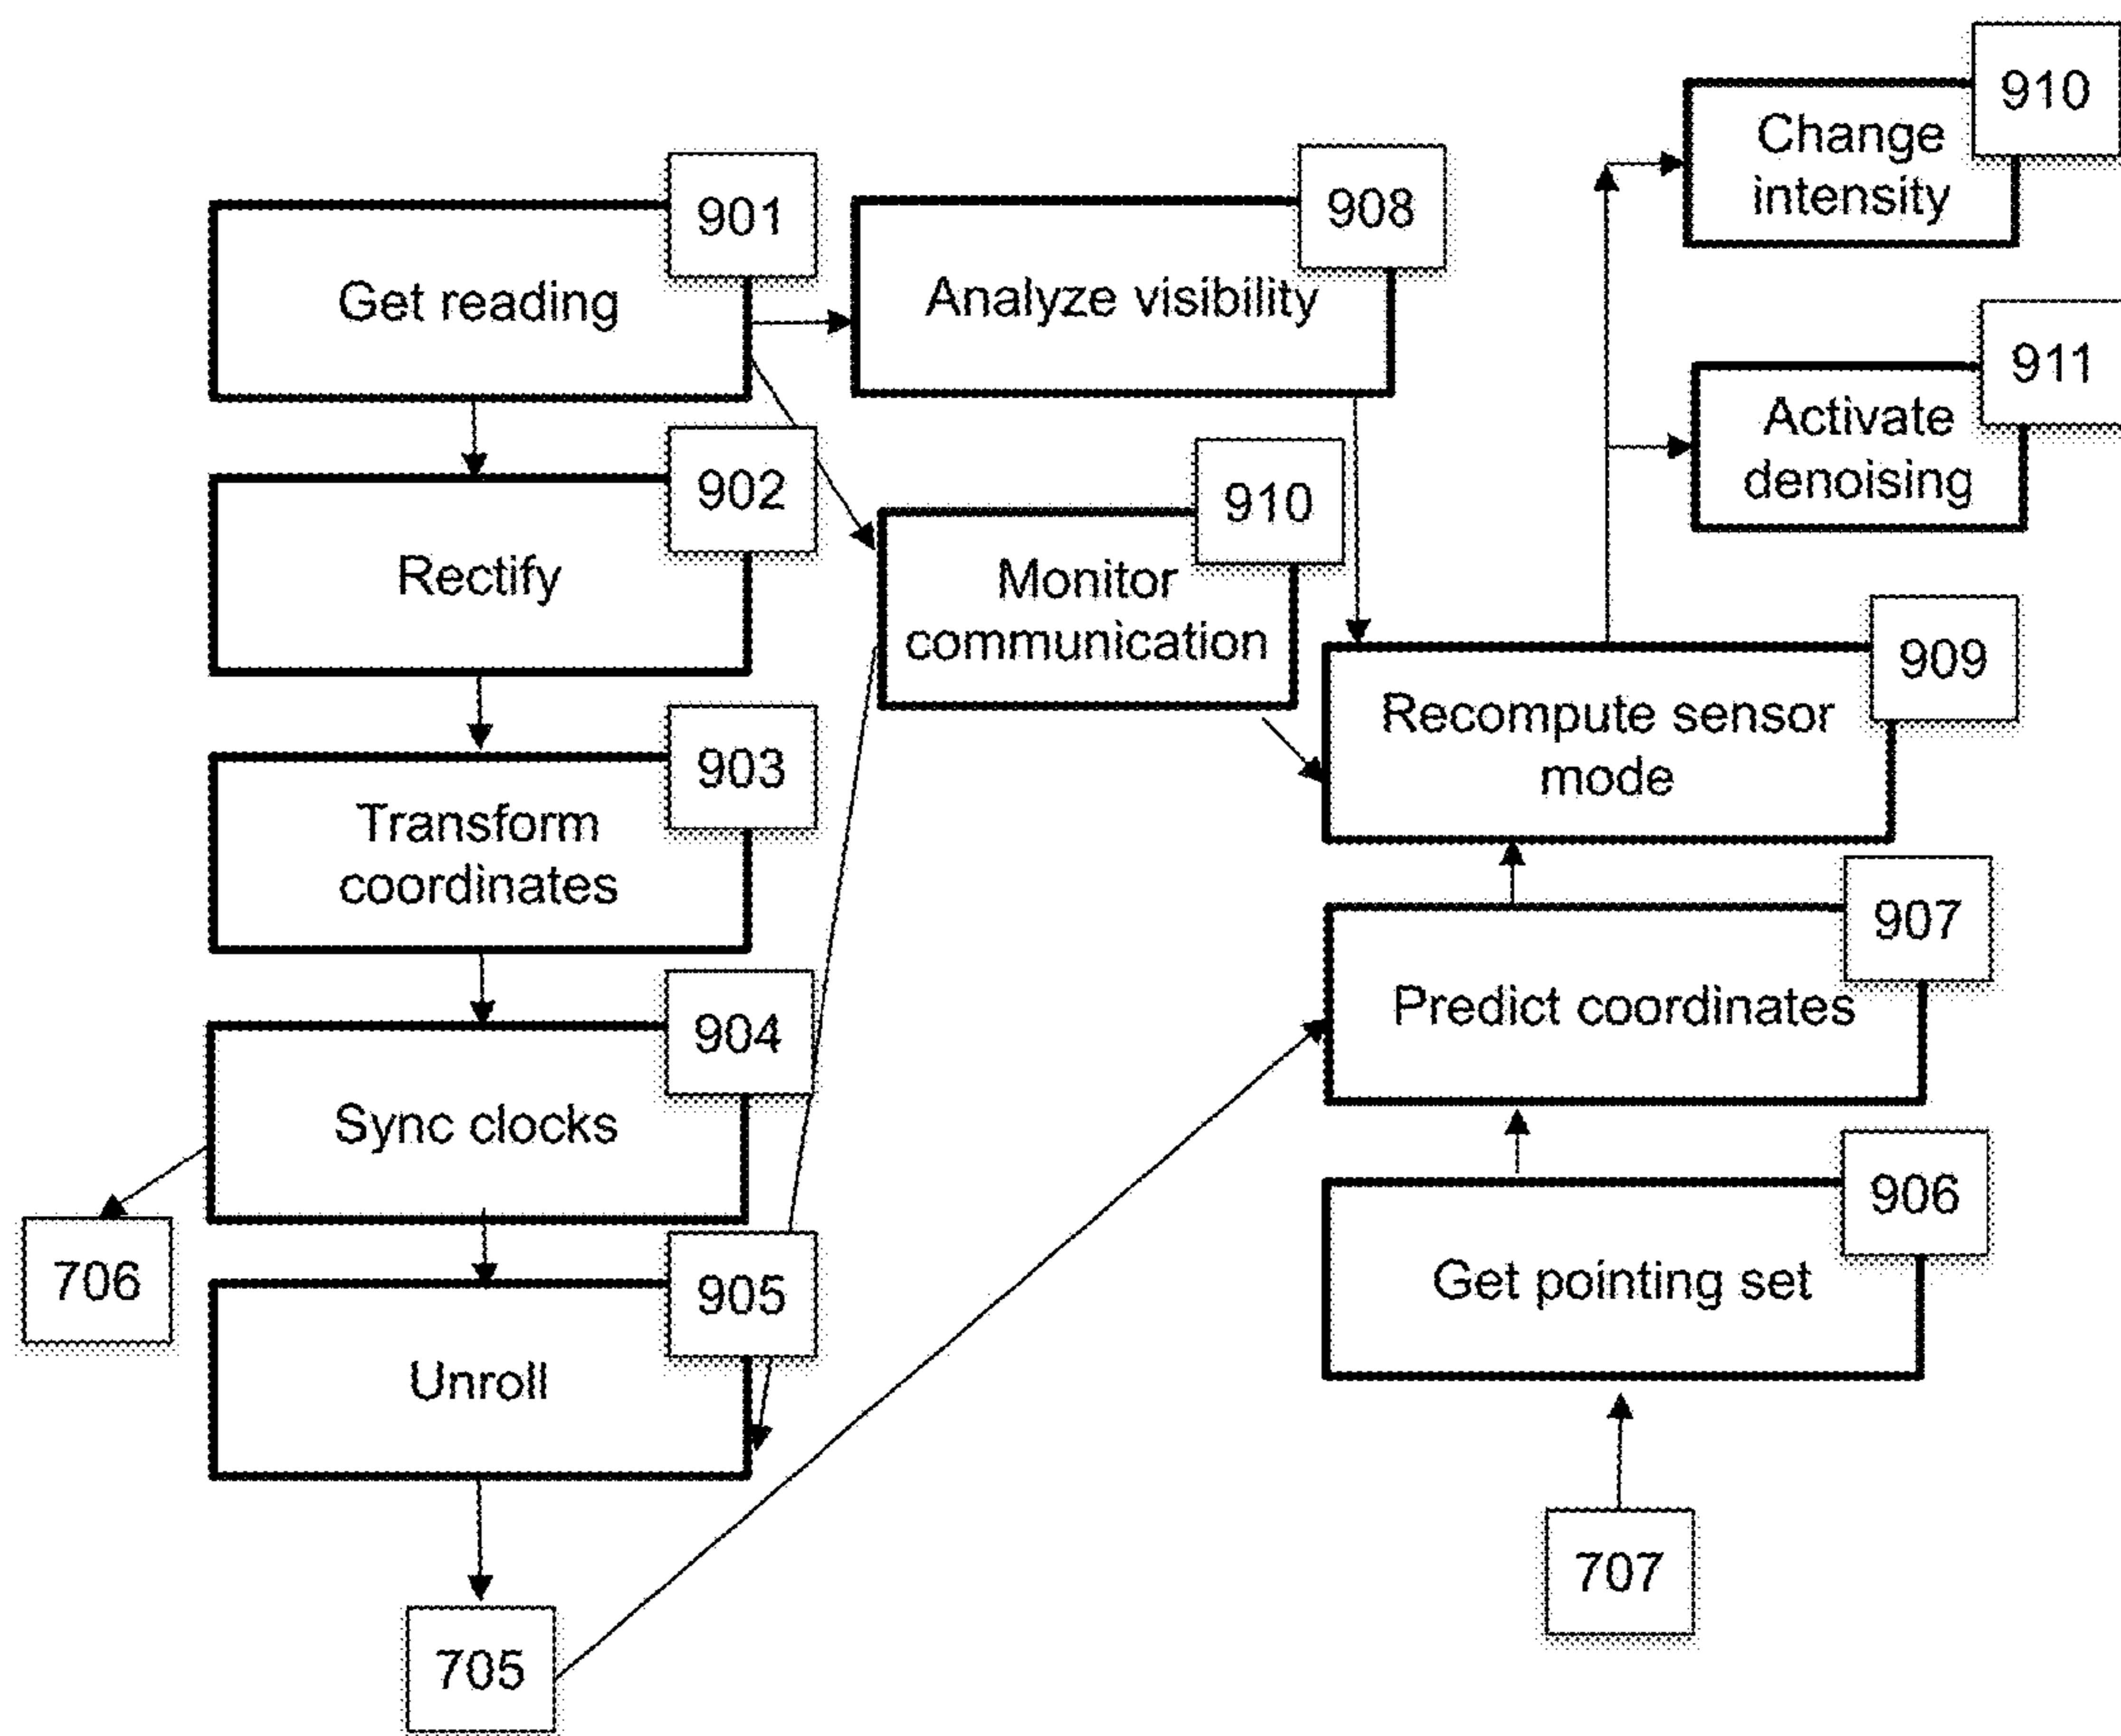 910
Change
intensity
901
Get reading
908
Analyze visibility
911
Activate
denoising
902
Rectify
910
Monitor
communication
909
Recompute sensor
mode
903
Transform
coordinates
907
Predict coordinates
904
Sync clocks
906
Get pointing set
706
905
Unroll
707
705